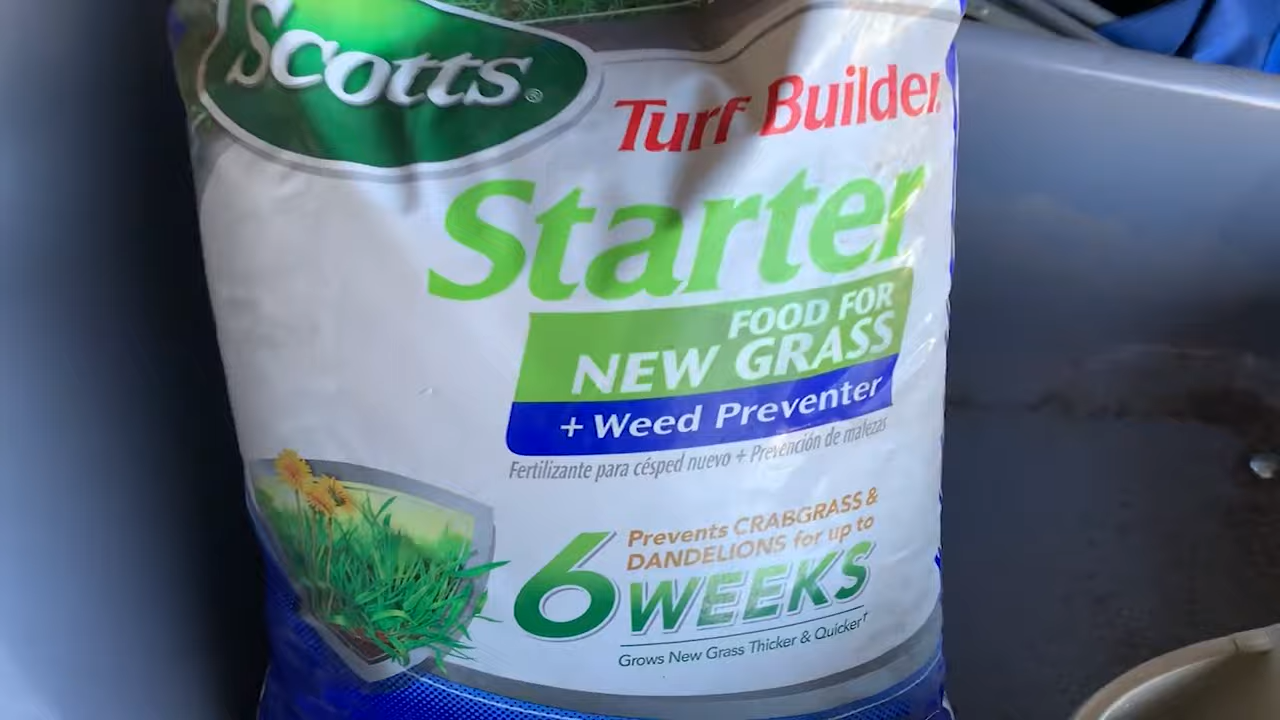 Scotts®
Turf Builder®
Starter
FOOD FOR
NEW GRASS
+ Weed Preventer
Fertilizante para césped nuevo + Prevención de malezas
6
Prevents CRABGRASS &
DANDELIONS for up to
WEEKS
Grows New Grass Thicker & Quicker†